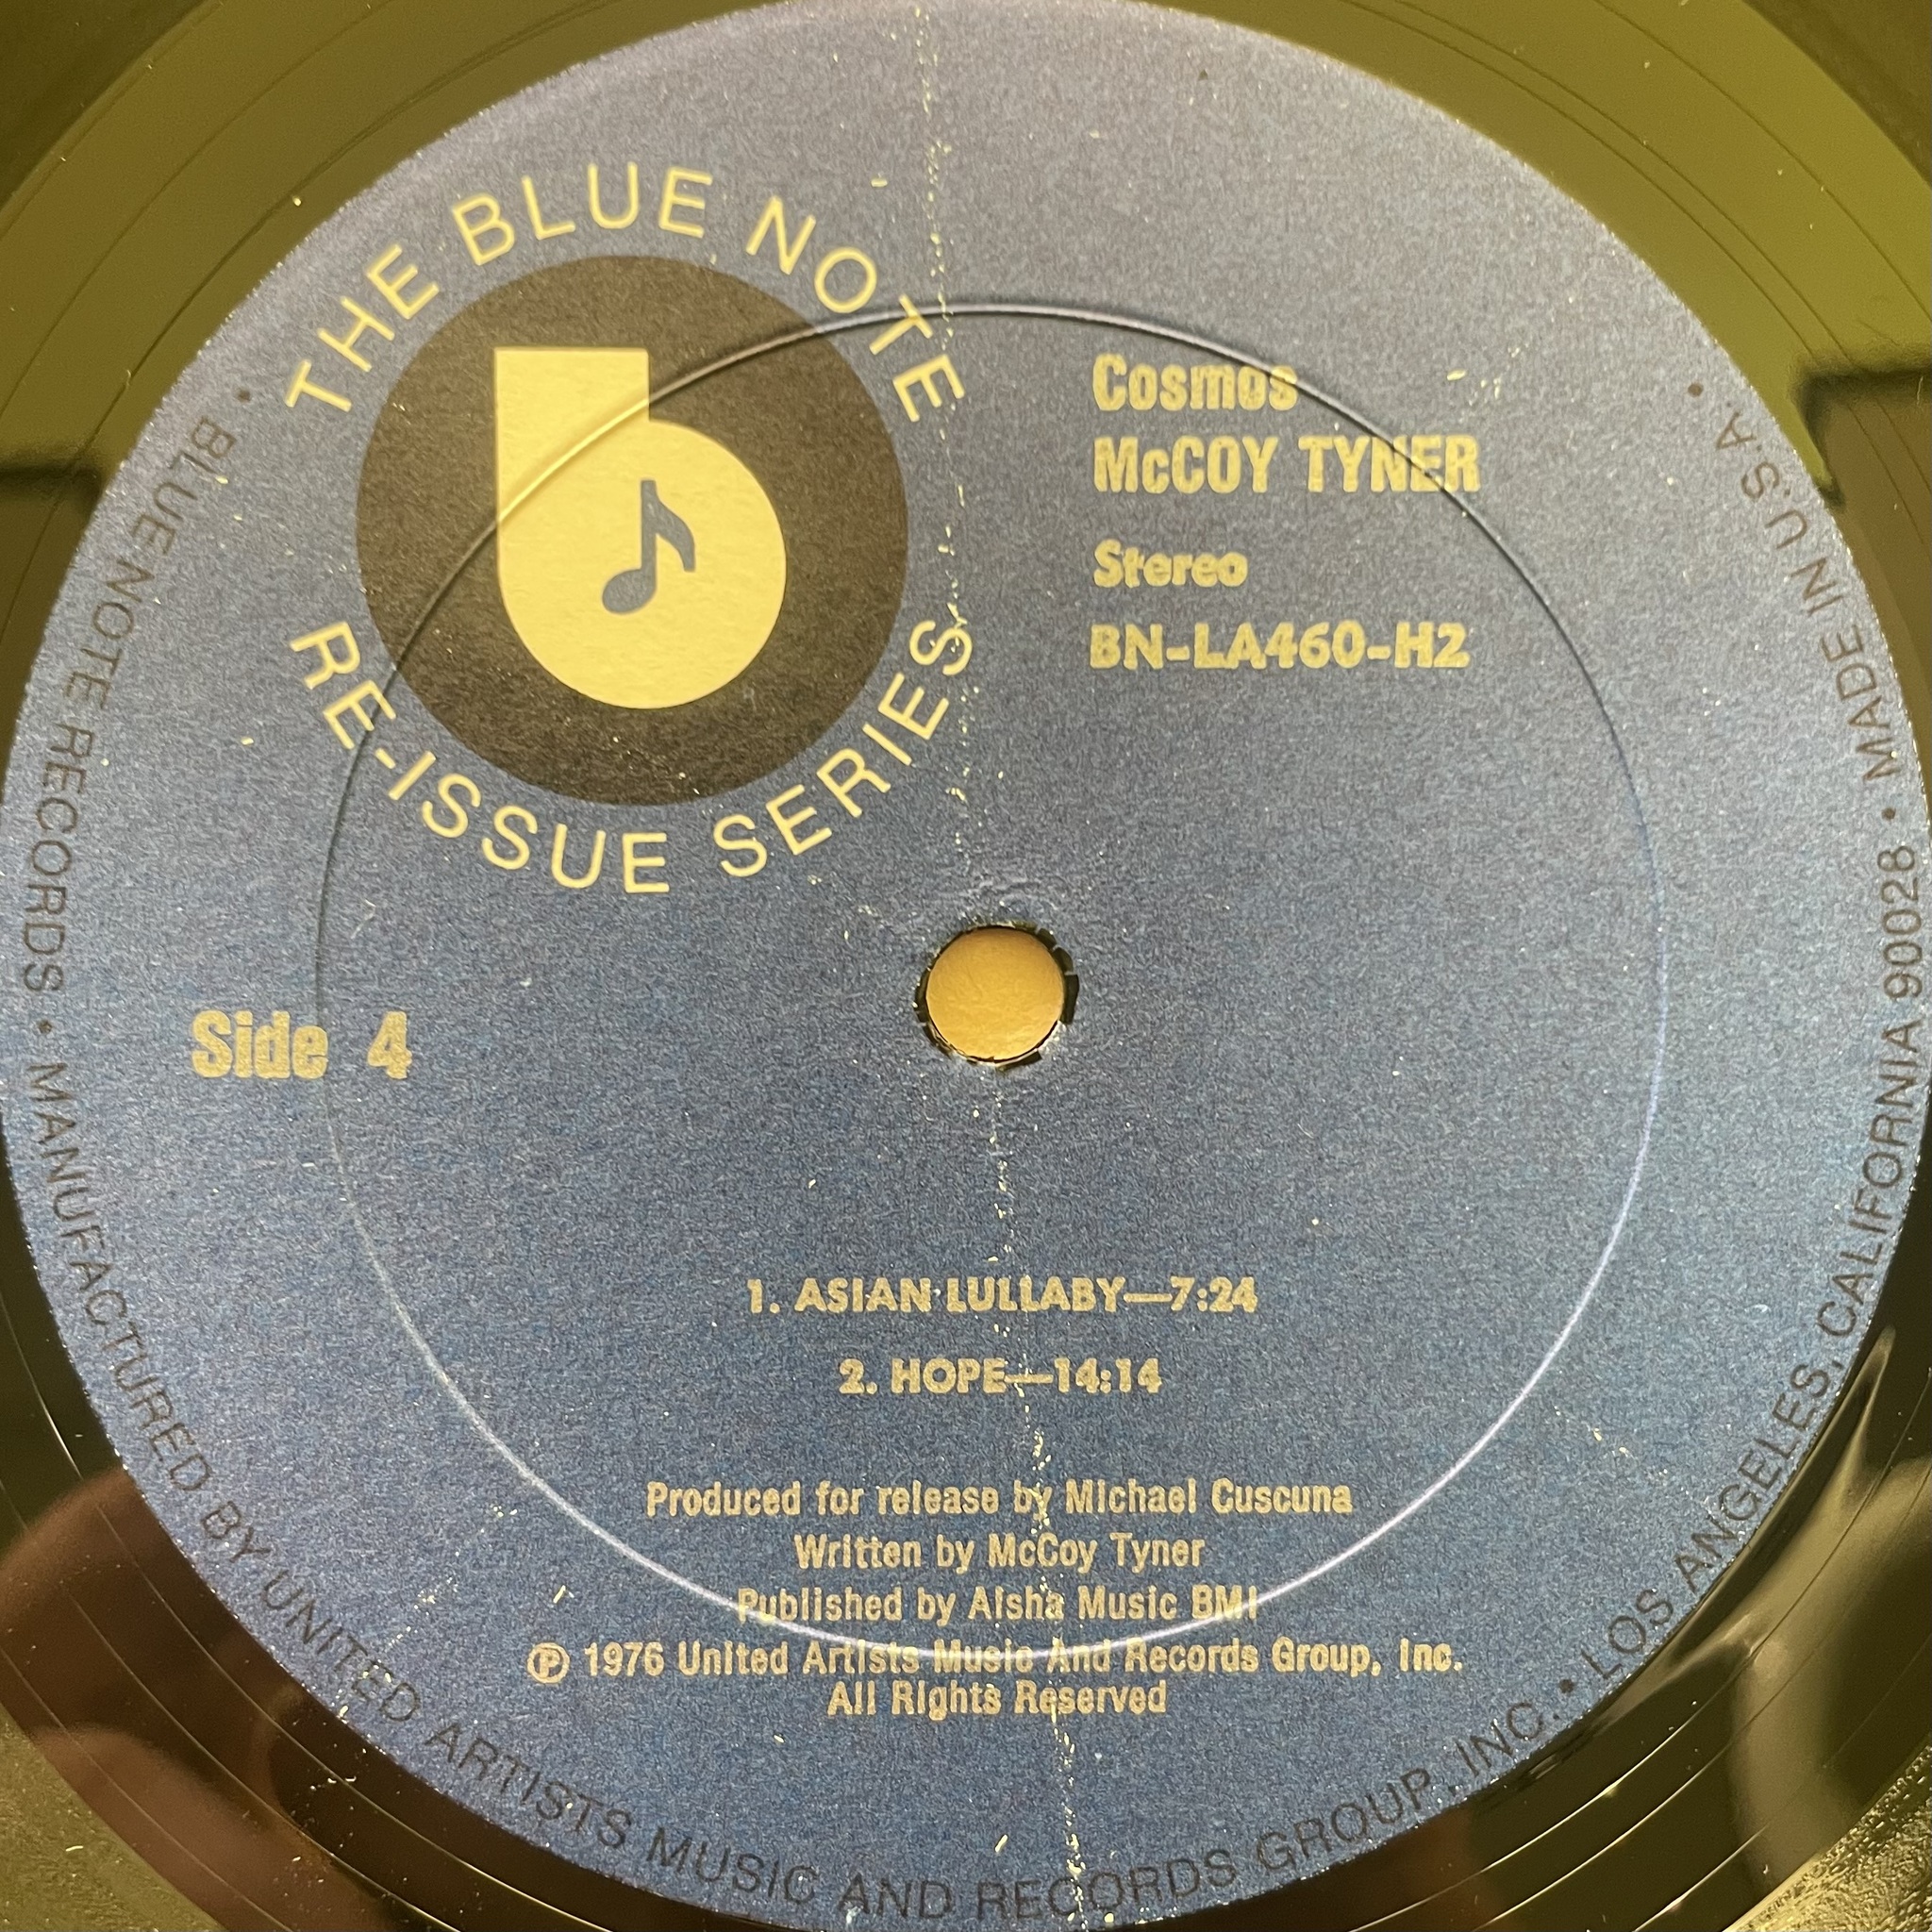 THE BLUE NOTE
RE-ISSUE SERIES
Cosmos
McCOY TYNER
Stereo
BN-LA460-H2
Side 4
1. ASIAN LULLABY—7:24
2. HOPE—14:14
Produced for release by Michael Cuscuna
Written by McCoy Tyner
Published by Aisha Music BMI
℗ 1976 United Artists Music And Records Group, Inc.
All Rights Reserved
• BLUE NOTE RECORDS • MANUFACTURED BY UNITED ARTISTS MUSIC AND RECORDS GROUP, INC. • LOS ANGELES, CALIFORNIA 90028 • MADE IN U.S.A. •